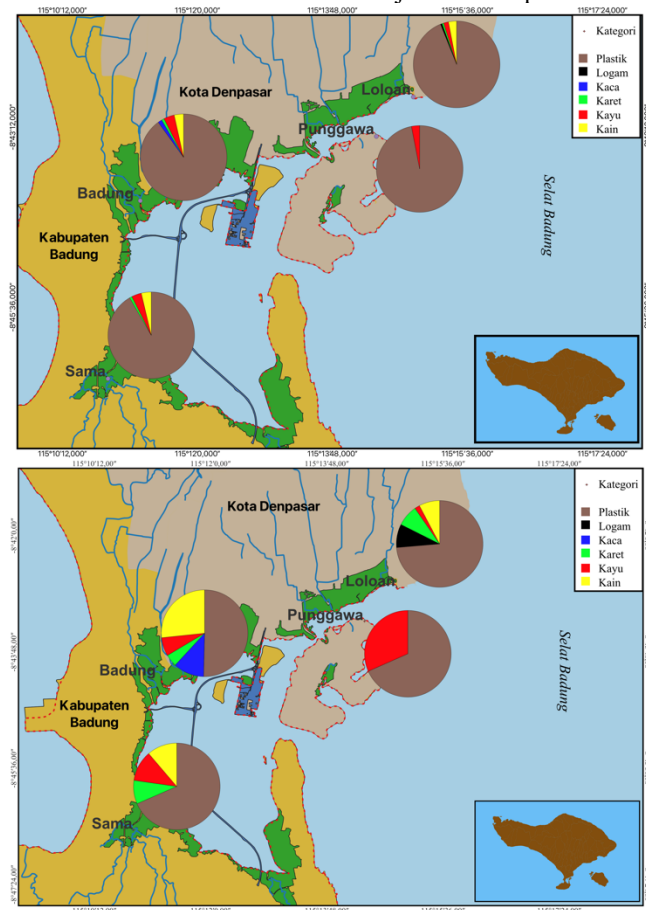 115°10'12,000" 115°12'0,000" 115°13'48,000" 115°15'36,000" 115°17'24,000"
Kategori
Plastik
Logam
Kaca
Karet
Kayu
Kain
Kota Denpasar
Loloan
Punggawa
-8°43'12,000"
Badung
Selat Badung
Kabupaten
Badung
-8°45'36,000"
Sama
115°10'12,000" 115°12'0,000" 115°13'48,000" 115°15'36,000" 115°17'24,000"
115°10'12,00" 115°12'0,00" 115°13'48,00" 115°15'36,00" 115°17'24,00"
Kategori
Plastik
Logam
Kaca
Karet
Kayu
Kain
Kota Denpasar
-8°42'0,00"
Loloan
Punggawa
-8°43'48,00"
Badung
Selat Badung
Kabupaten
Badung
-8°45'36,00"
Sama
-8°47'24,00"